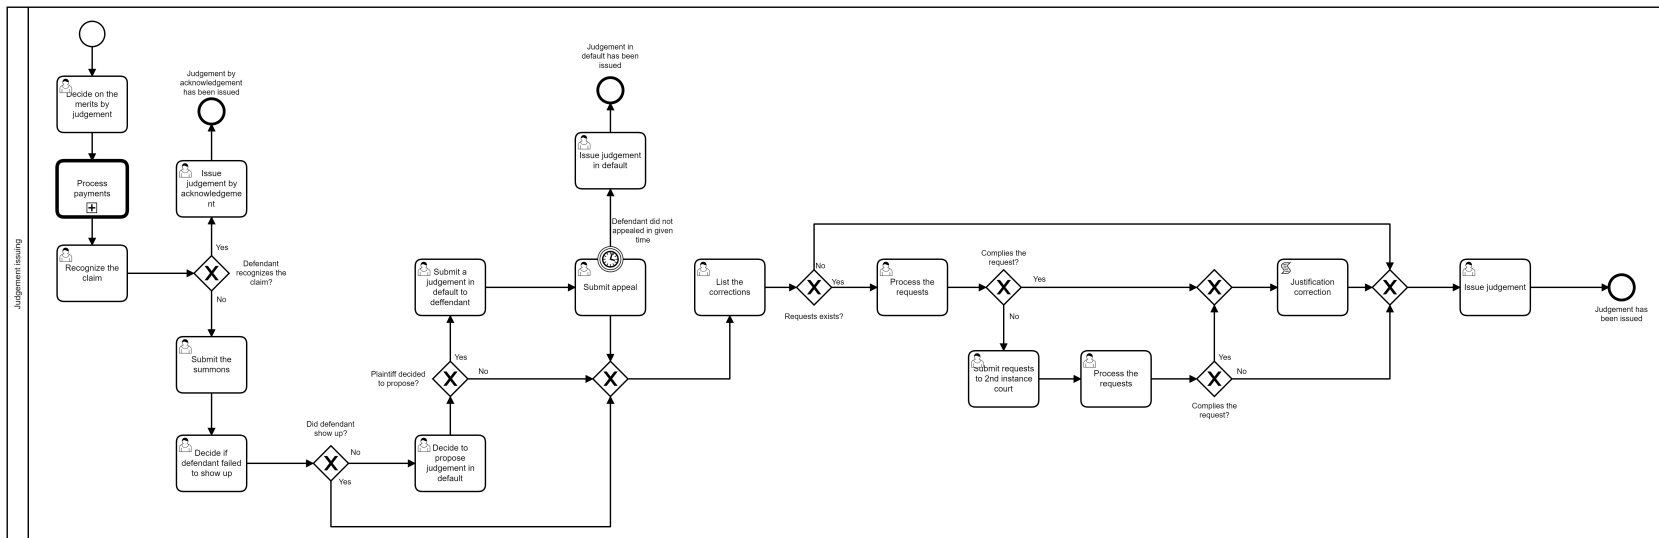 Judgement issuing
Decide on the
merits by
judgement
Process
payments
Recognize the
claim
Judgement by
acknowledgement
has been issued
Issue
judgement by
acknowledgeme
nt
Yes
Defendant
recognizes the
claim?
No
Submit the
summons
Decide if
defendant failed
to show up
Did defendant
show up?
No
Yes
Decide to
propose
judgement in
default
Plaintiff decided
to propose?
Yes
No
Submit a
judgement in
default to
deffendant
Submit appeal
Defendant did not
appealed in given
time
Issue judgement
in default
Judgement in
default has been
issued
List the
corrections
No
Yes
Requests exists?
Process the
requests
Complies the
request?
Yes
No
Submit requests
to 2nd instance
court
Process the
requests
Yes
No
Complies the
request?
Justification
correction
Issue judgement
Judgement has
been issued